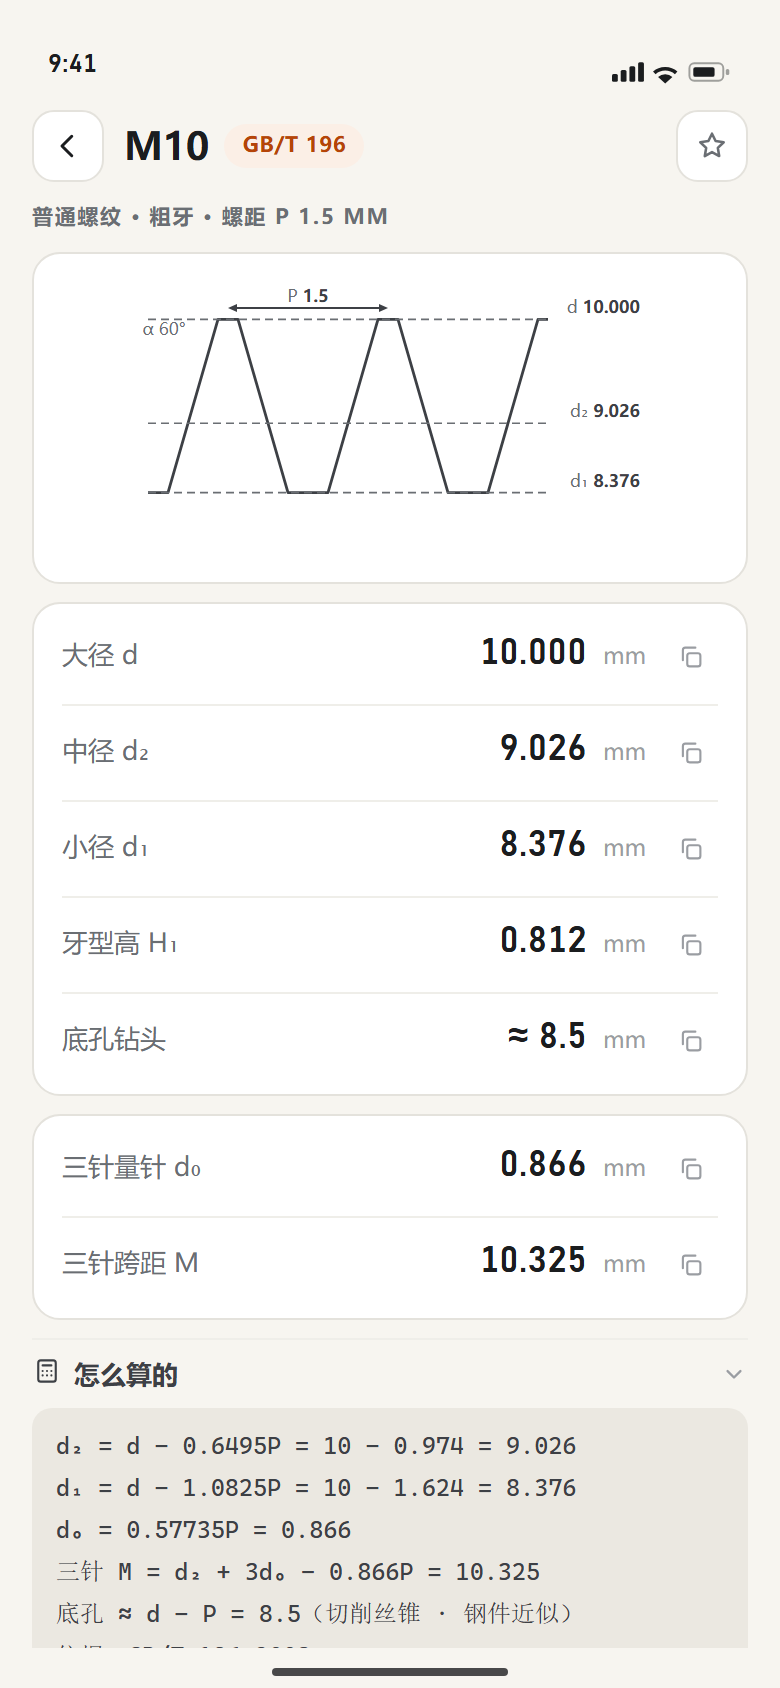 9:41
M10 GB/T 196
普通螺纹 • 粗牙 • 螺距 P 1.5 MM
P 1.5
d 10.000
α 60°
d₂ 9.026
d₁ 8.376
大径 d 10.000 mm
中径 d₂ 9.026 mm
小径 d₁ 8.376 mm
牙型高 H₁ 0.812 mm
底孔钻头 ≈ 8.5 mm
三针量针 d₀ 0.866 mm
三针跨距 M 10.325 mm
怎么算的
d₂ = d − 0.6495P = 10 − 0.974 = 9.026
d₁ = d − 1.0825P = 10 − 1.624 = 8.376
d₀ = 0.57735P = 0.866
三针 M = d₂ + 3d₀ − 0.866P = 10.325
底孔 ≈ d − P = 8.5（切削丝锥 · 钢件近似）